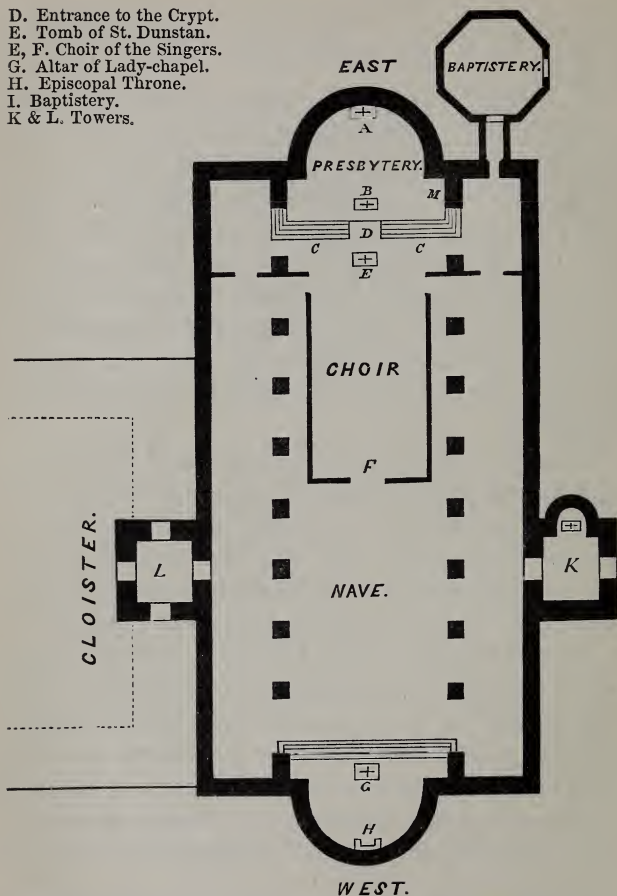 D. Entrance to the Crypt.
E. Tomb of St. Dunstan.
E, F. Choir of the Singers.
G. Altar of Lady-chapel.
H. Episcopal Throne.
I. Baptistery.
K & L. Towers.
EAST
BAPTISTERY.
A
PRESBYTERY.
B
M
D
C
C
E
CHOIR
F
CLOISTER.
L
K
NAVE.
G
H
WEST.